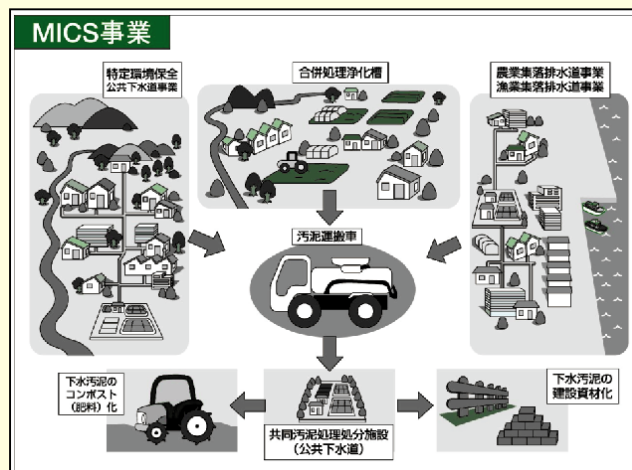 MICS事業
特定環境保全
公共下水道事業
合併処理浄化槽
農業集落排水道事業
漁業集落排水道事業
汚泥運搬車
下水汚泥の
コンポスト
(肥料)化
共同汚泥処理処分施設
(公共下水道)
下水汚泥の
建設資材化